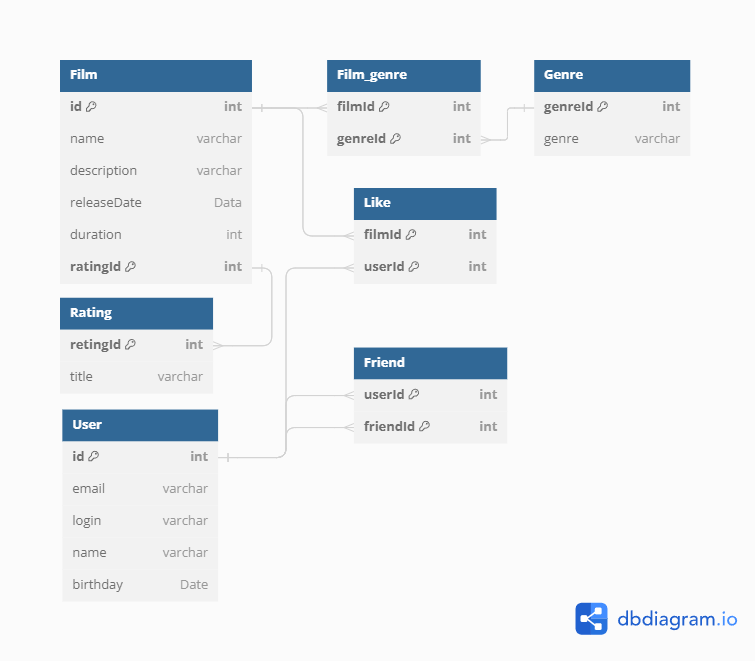 Film
id int
name varchar
description varchar
releaseDate Data
duration int
ratingId int
Film_genre
filmId int
genreId int
Genre
genreId int
genre varchar
Like
filmId int
userId int
Rating
retingId int
title varchar
Friend
userId int
friendId int
User
id int
email varchar
login varchar
name varchar
birthday Date
dbdiagram.io